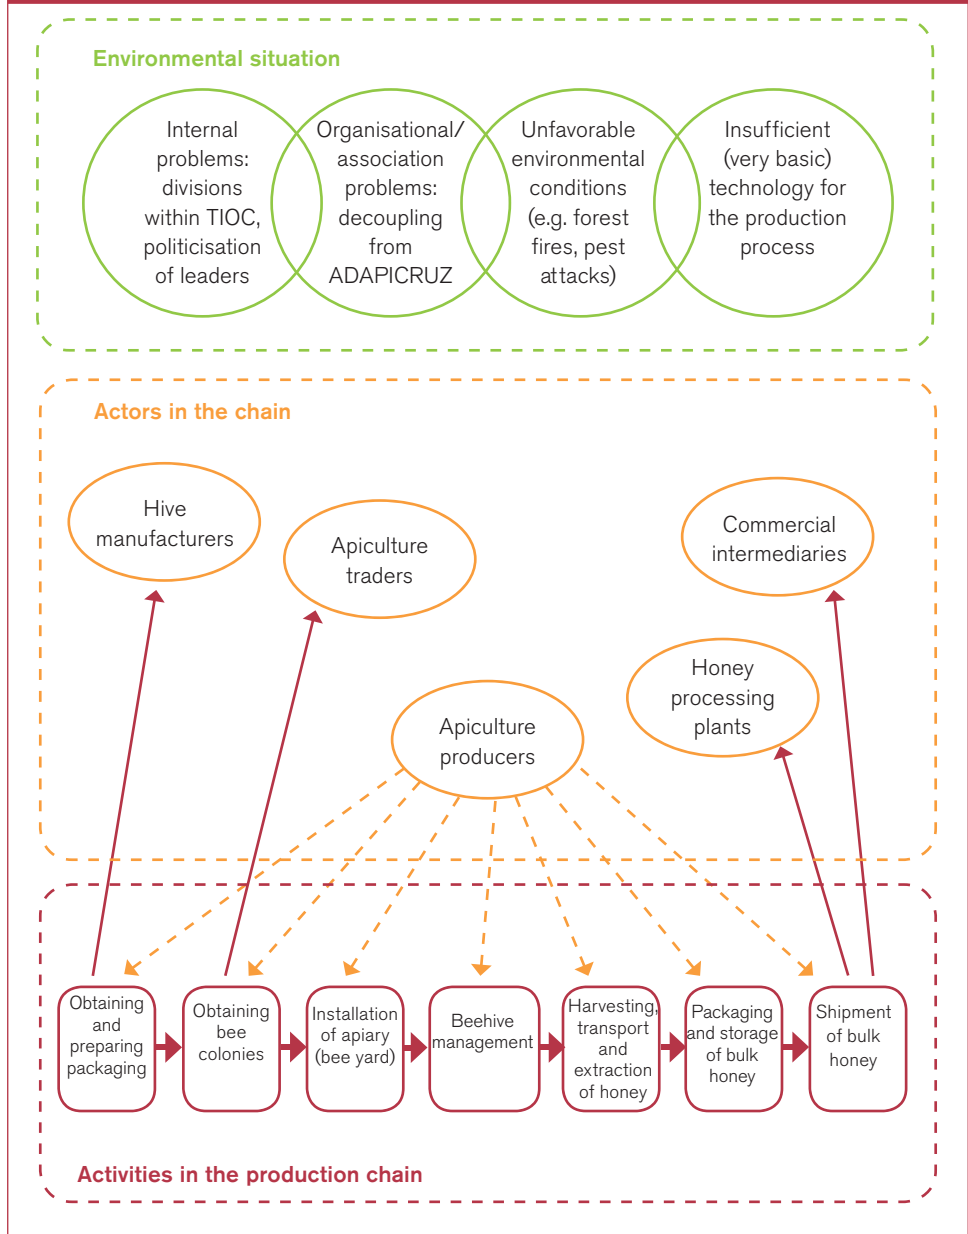 Environmental situation
Internal
problems:
divisions
within TIOC,
politicisation
of leaders
Organisational/
association
problems:
decoupling
from
ADAPICRUZ
Unfavorable
environmental
conditions
(e.g. forest
fires, pest
attacks)
Insufficient
(very basic)
technology for
the production
process
Actors in the chain
Hive
manufacturers
Apiculture
traders
Commercial
intermediaries
Honey
processing
plants
Apiculture
producers
Obtaining
and
preparing
packaging
Obtaining
bee
colonies
Installation
of apiary
(bee yard)
Beehive
management
Harvesting,
transport
and
extraction
of honey
Packaging
and storage
of bulk
honey
Shipment
of bulk
honey
Activities in the production chain